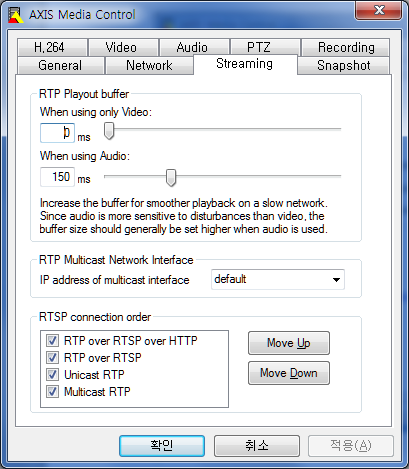 AXIS Media Control
H.264
Video
Audio
PTZ
Recording
General
Network
Streaming
Snapshot
RTP Playout buffer
When using only Video:
0 ms
When using Audio:
150 ms
Increase the buffer for smoother playback on a slow network.
Since audio is more sensitive to disturbances than video, the
buffer size should generally be set higher when audio is used.
RTP Multicast Network Interface
IP address of multicast interface
default
RTSP connection order
RTP over RTSP over HTTP
RTP over RTSP
Unicast RTP
Multicast RTP
Move Up
Move Down
확인
취소
적용(A)